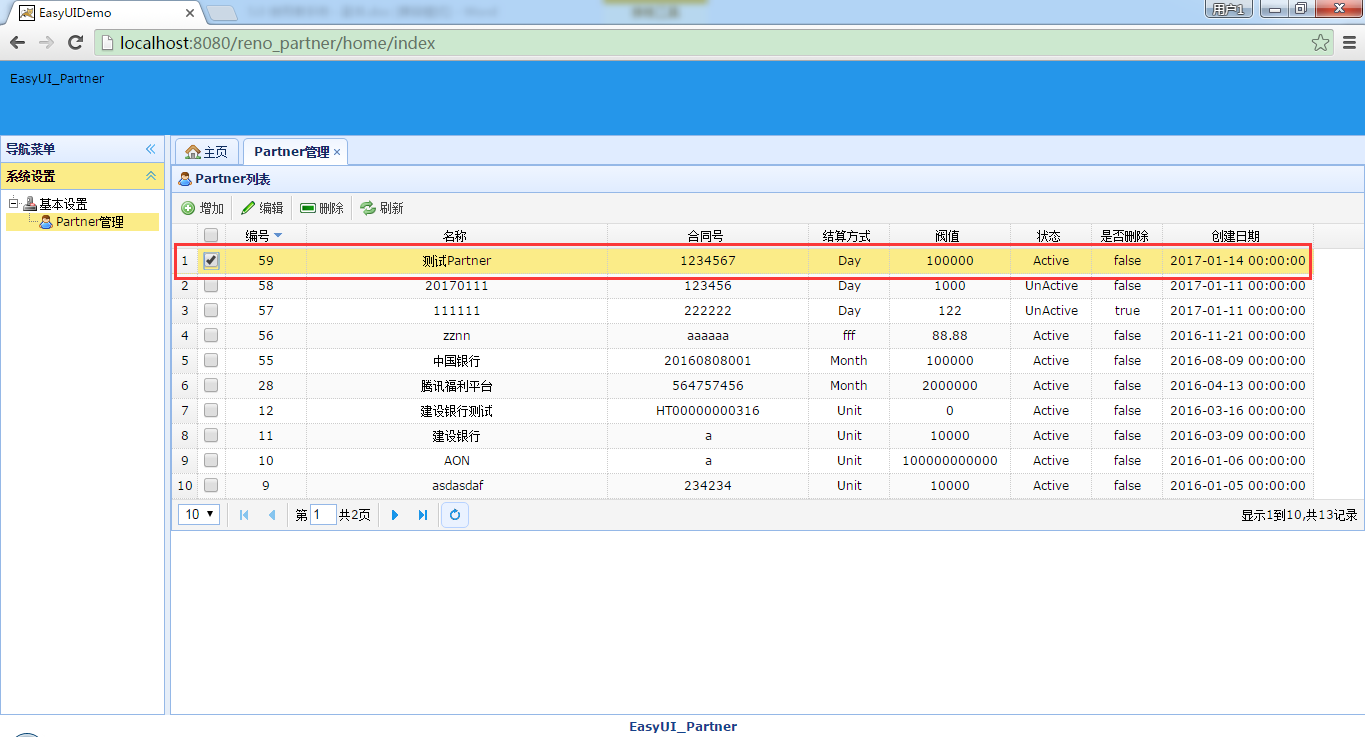 EasyUIDemo
用户1
localhost:8080/reno_partner/home/index
EasyUI_Partner
导航菜单
系统设置
基本设置
Partner管理
主页 Partner管理
Partner列表
增加 编辑 删除 刷新
编号 名称 合同号 结算方式 阀值 状态 是否删除 创建日期
1 59 测试Partner 1234567 Day 100000 Active false 2017-01-14 00:00:00
2 58 20170111 123456 Day 1000 UnActive false 2017-01-11 00:00:00
3 57 111111 222222 Day 122 UnActive true 2017-01-11 00:00:00
4 56 zznn aaaaaa fff 88.88 Active false 2016-11-21 00:00:00
5 55 中国银行 20160808001 Month 100000 Active false 2016-08-09 00:00:00
6 28 腾讯福利平台 564757456 Month 2000000 Active false 2016-04-13 00:00:00
7 12 建设银行测试 HT00000000316 Unit 0 Active false 2016-03-16 00:00:00
8 11 建设银行 a Unit 10000 Active false 2016-03-09 00:00:00
9 10 AON a Unit 100000000000 Active false 2016-01-06 00:00:00
10 9 asdasdaf 234234 Unit 10000 Active false 2016-01-05 00:00:00
10 第 1 共2页 显示1到10,共13记录
EasyUI_Partner